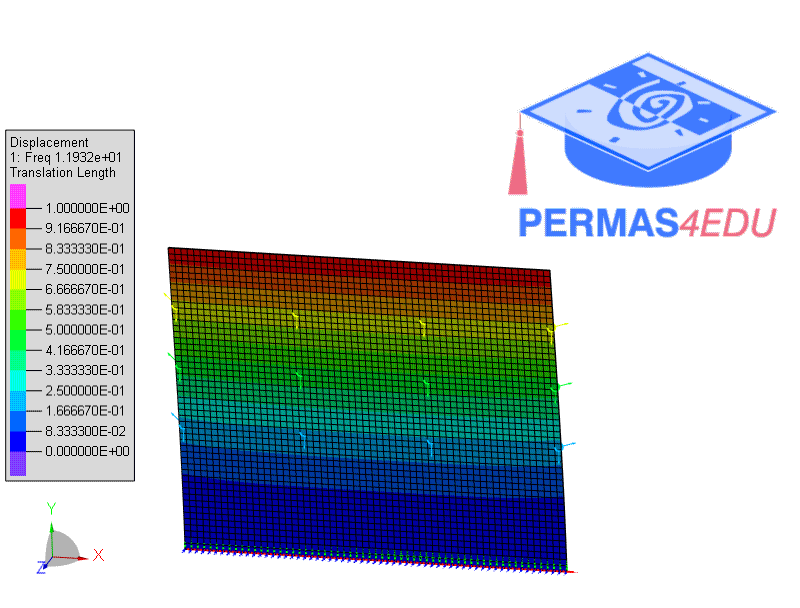 PERMAS4EDU
Displacement
1: Freq 1.1932e+01
Translation Length
1.000000E+00
9.166670E-01
8.333330E-01
7.500000E-01
6.666670E-01
5.833330E-01
5.000000E-01
4.166670E-01
3.333330E-01
2.500000E-01
1.666670E-01
8.333300E-02
0.000000E+00
Y
X
Z